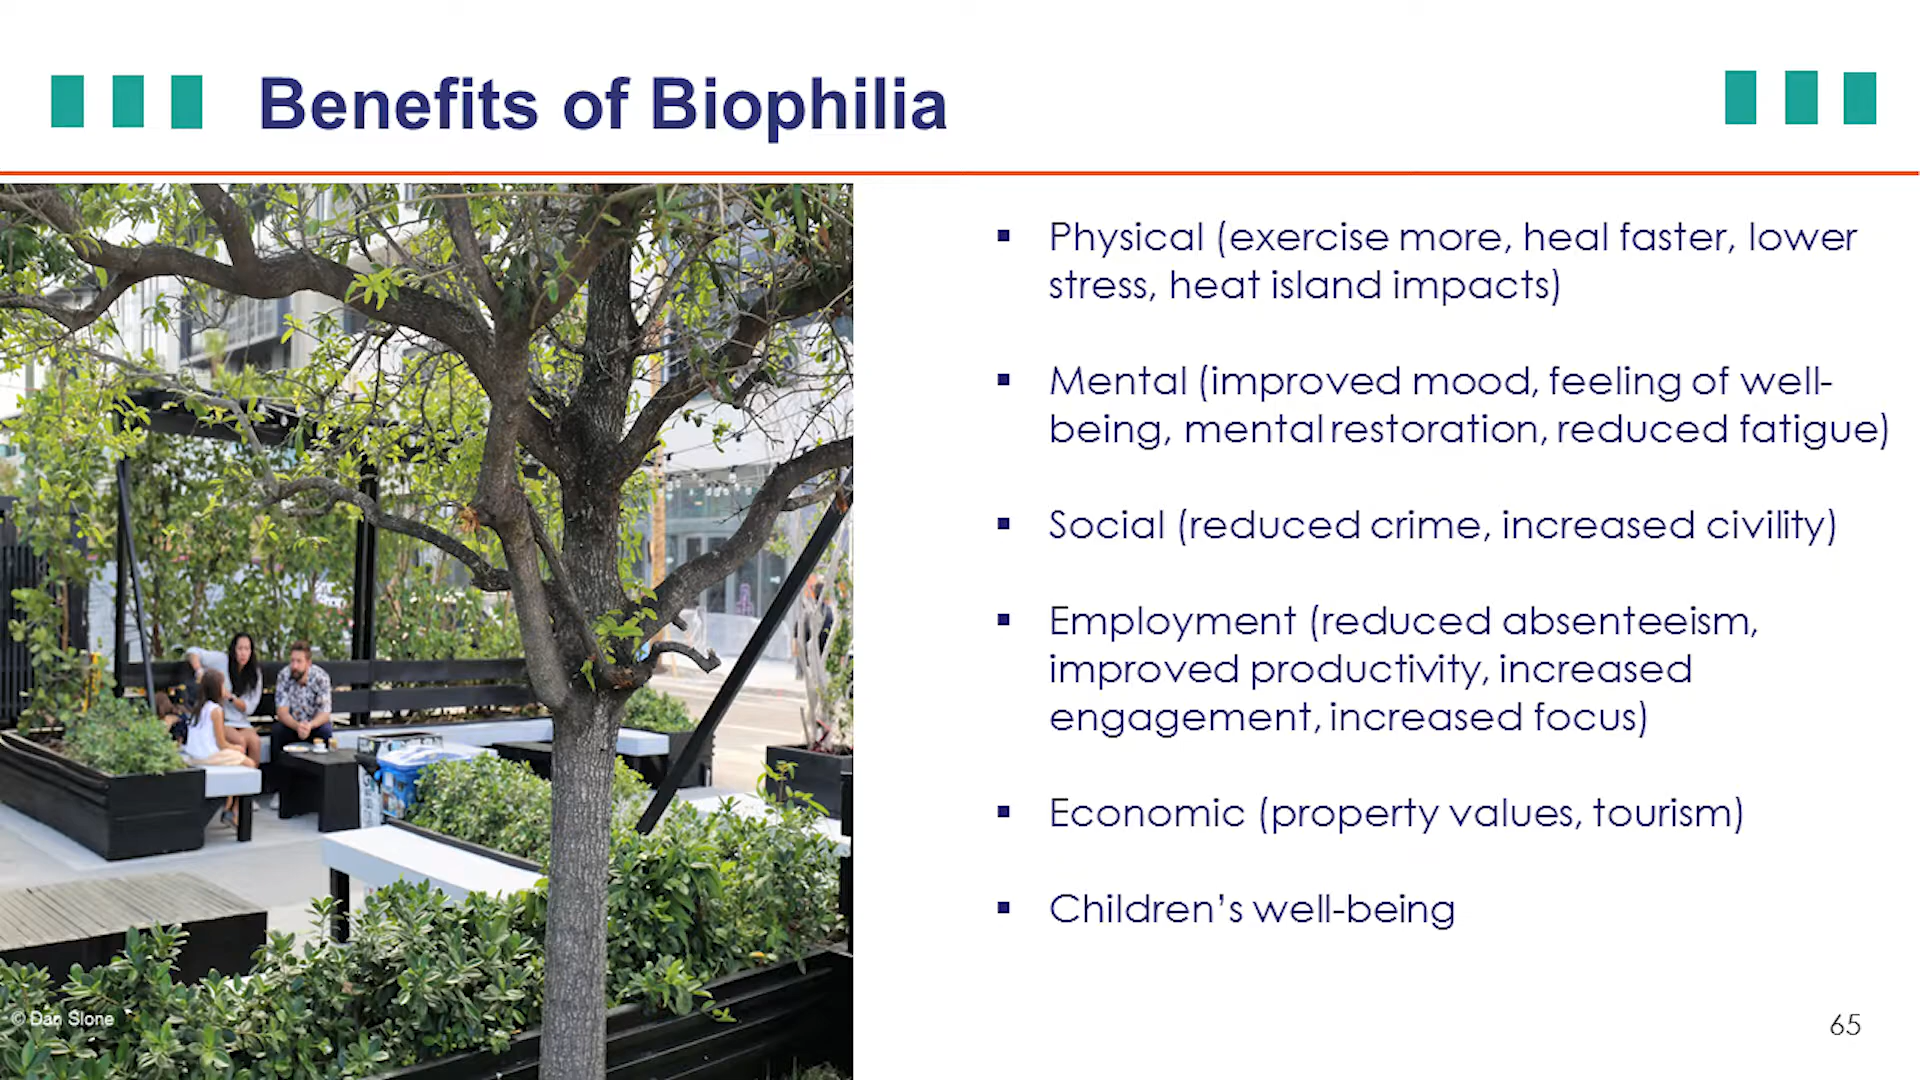 Benefits of Biophilia
▪ Physical (exercise more, heal faster, lower
stress, heat island impacts)
▪ Mental (improved mood, feeling of well-
being, mental restoration, reduced fatigue)
▪ Social (reduced crime, increased civility)
▪ Employment (reduced absenteeism,
improved productivity, increased
engagement, increased focus)
▪ Economic (property values, tourism)
▪ Children’s well-being
© Dan Slone
65